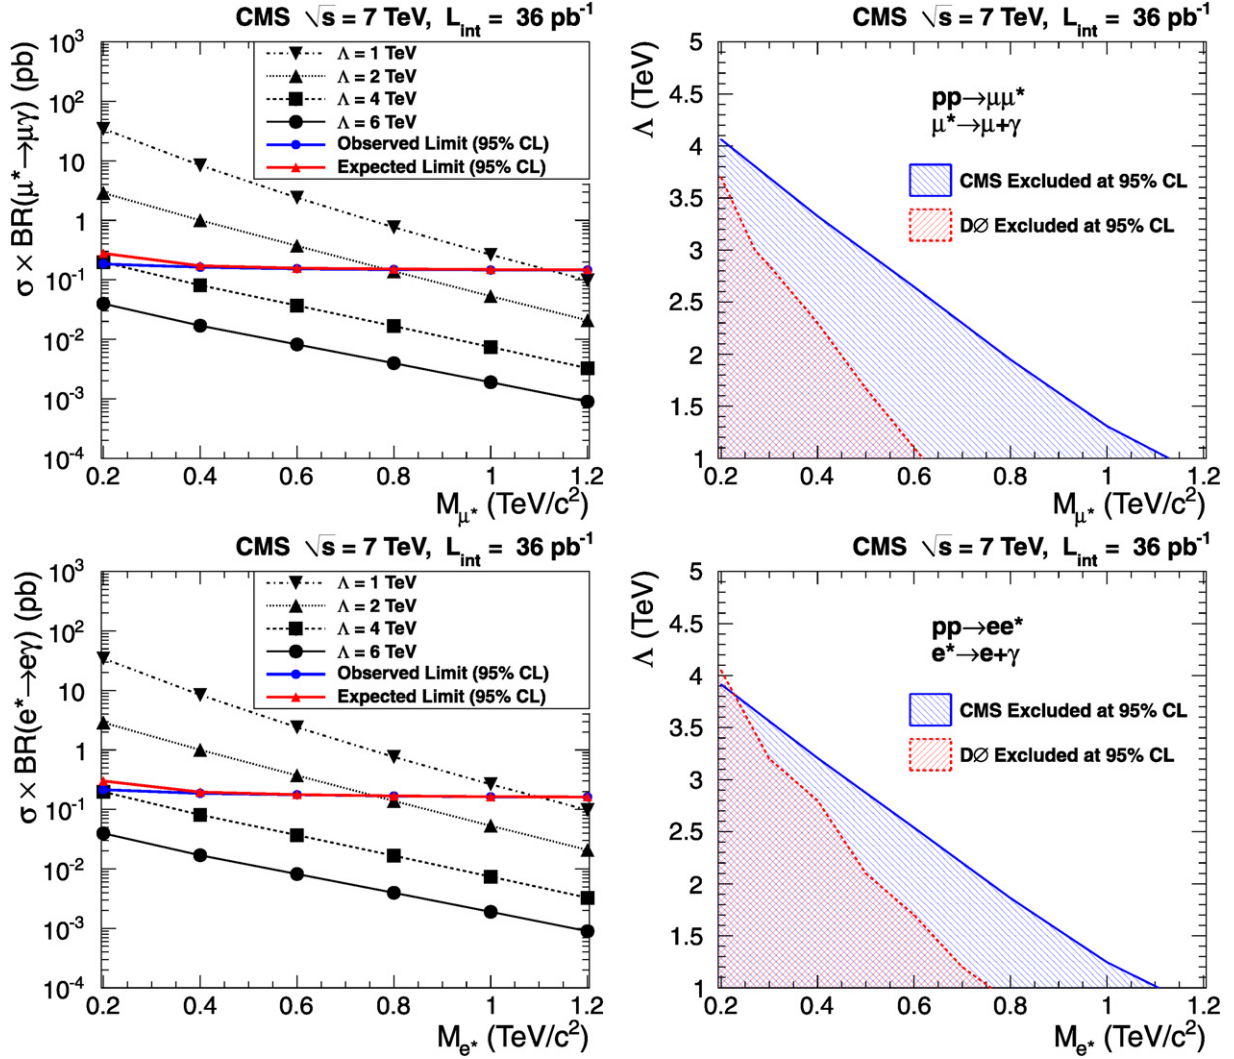 CMS √s = 7 TeV, L_int = 36 pb⁻¹
σ × BR(μ*→μγ) (pb)
10³
10²
10
1
10⁻¹
10⁻²
10⁻³
10⁻⁴
Λ = 1 TeV
Λ = 2 TeV
Λ = 4 TeV
Λ = 6 TeV
Observed Limit (95% CL)
Expected Limit (95% CL)
0.2 0.4 0.6 0.8 1 1.2
M_μ* (TeV/c²)
CMS √s = 7 TeV, L_int = 36 pb⁻¹
Λ (TeV)
5
4.5
4
3.5
3
2.5
2
1.5
1
pp→μμ*
μ*→μ+γ
CMS Excluded at 95% CL
DØ Excluded at 95% CL
0.2 0.4 0.6 0.8 1 1.2
M_μ* (TeV/c²)
CMS √s = 7 TeV, L_int = 36 pb⁻¹
σ × BR(e*→eγ) (pb)
10³
10²
10
1
10⁻¹
10⁻²
10⁻³
10⁻⁴
Λ = 1 TeV
Λ = 2 TeV
Λ = 4 TeV
Λ = 6 TeV
Observed Limit (95% CL)
Expected Limit (95% CL)
0.2 0.4 0.6 0.8 1 1.2
M_e* (TeV/c²)
CMS √s = 7 TeV, L_int = 36 pb⁻¹
Λ (TeV)
5
4.5
4
3.5
3
2.5
2
1.5
1
pp→ee*
e*→e+γ
CMS Excluded at 95% CL
DØ Excluded at 95% CL
0.2 0.4 0.6 0.8 1 1.2
M_e* (TeV/c²)